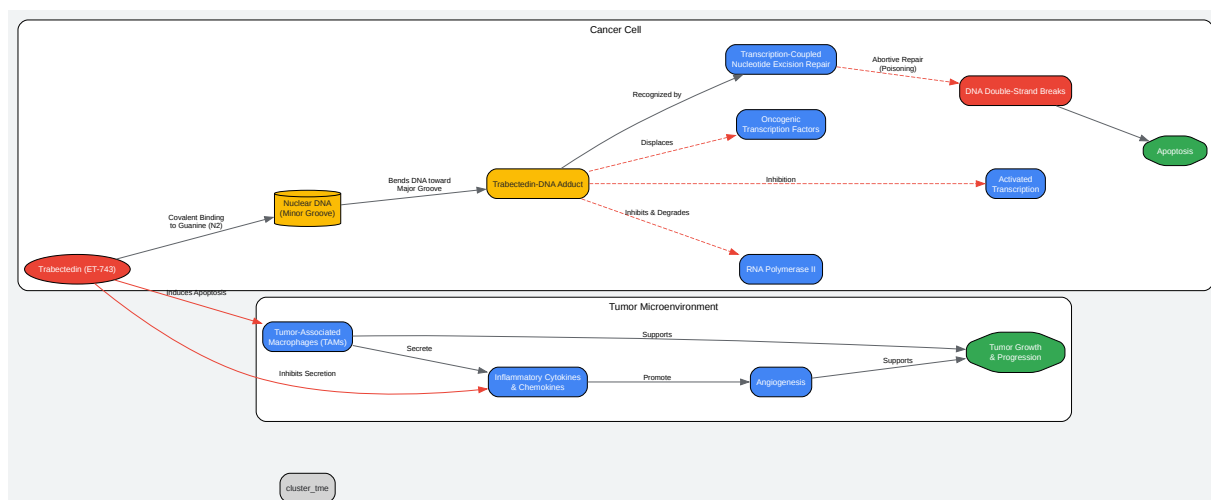 Cancer Cell
Transcription-Coupled
Nucleotide Excision Repair
Abortive Repair
(Poisoning)
DNA Double-Strand Breaks
Recognized by
Oncogenic
Transcription Factors
Displaces
Apoptosis
Bends DNA toward
Major Groove
Trabectedin-DNA Adduct
Inhibition
Activated
Transcription
Nuclear DNA
(Minor Groove)
Covalent Binding
to Guanine (N2)
Inhibits & Degrades
RNA Polymerase II
Trabectedin (ET-743)
Induces Apoptosis
Tumor Microenvironment
Tumor-Associated
Macrophages (TAMs)
Supports
Tumor Growth
& Progression
Secrete
Inhibits Secretion
Inflammatory Cytokines
& Chemokines
Promote
Angiogenesis
Supports
cluster_tme